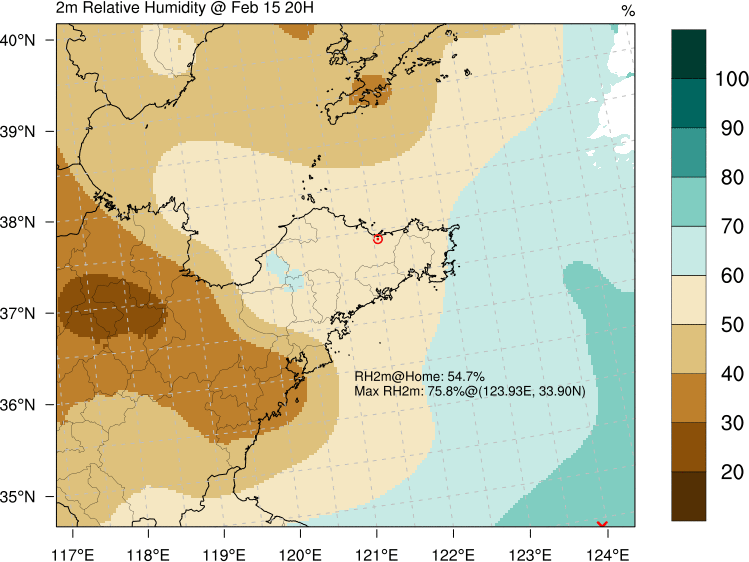 2m Relative Humidity @ Feb 15 20H
%
40°N
39°N
38°N
37°N
36°N
35°N
RH2m@Home: 54.7%
Max RH2m: 75.8%@(123.93E, 33.90N)
117°E 118°E 119°E 120°E 121°E 122°E 123°E 124°E
100
90
80
70
60
50
40
30
20